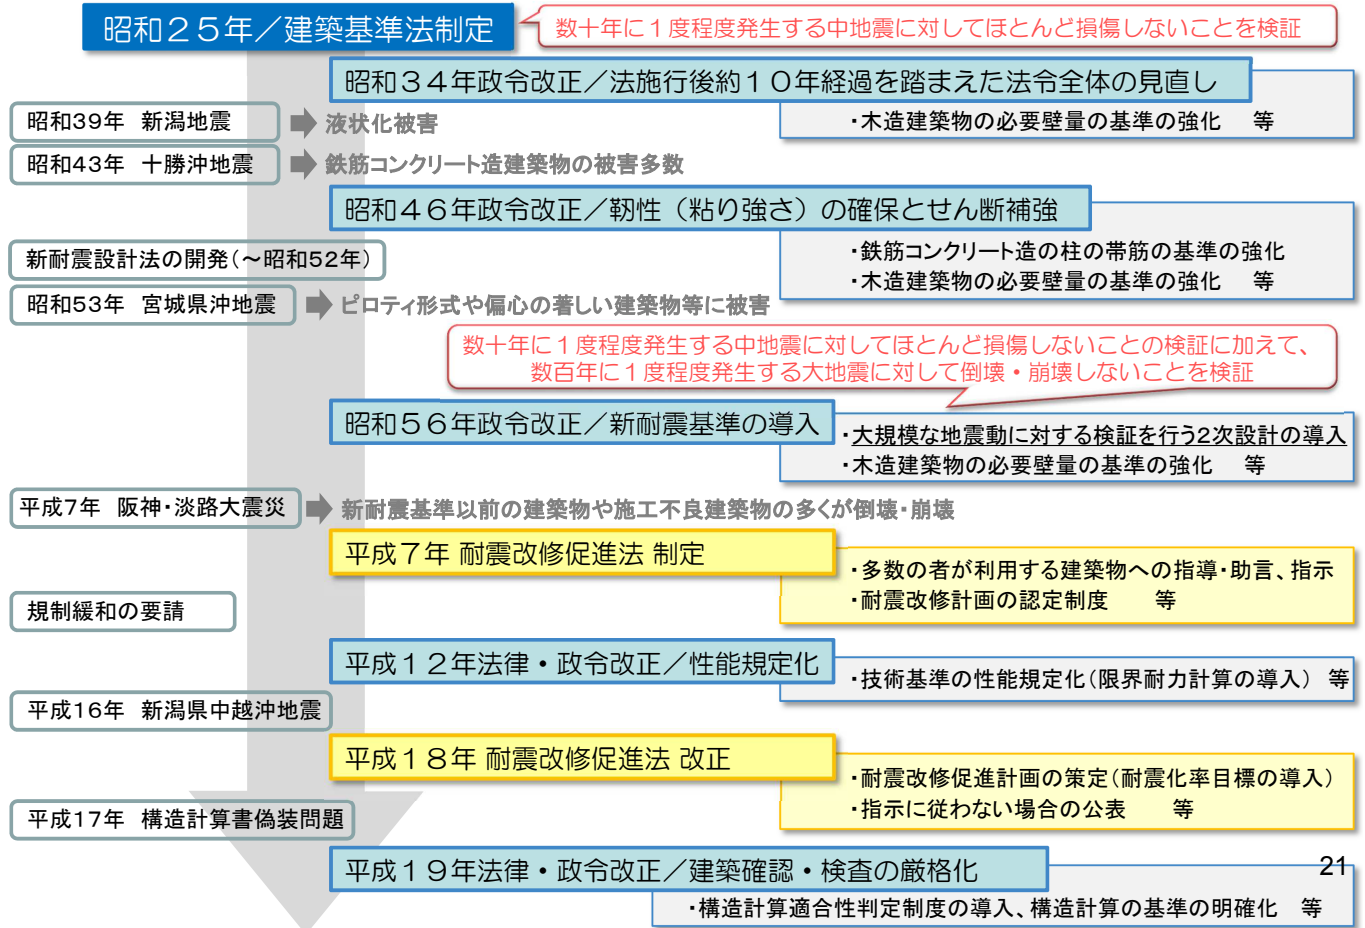 昭和２５年／建築基準法制定
数十年に１度程度発生する中地震に対してほとんど損傷しないことを検証
昭和３４年政令改正／法施行後約１０年経過を踏まえた法令全体の見直し
・木造建築物の必要壁量の基準の強化　等
昭和39年　新潟地震
液状化被害
昭和43年　十勝沖地震
鉄筋コンクリート造建築物の被害多数
昭和４６年政令改正／靭性（粘り強さ）の確保とせん断補強
・鉄筋コンクリート造の柱の帯筋の基準の強化
・木造建築物の必要壁量の基準の強化　等
新耐震設計法の開発（～昭和52年）
昭和53年　宮城県沖地震
ピロティ形式や偏心の著しい建築物等に被害
数十年に１度程度発生する中地震に対してほとんど損傷しないことの検証に加えて、
数百年に１度程度発生する大地震に対して倒壊・崩壊しないことを検証
昭和５６年政令改正／新耐震基準の導入
・大規模な地震動に対する検証を行う2次設計の導入
・木造建築物の必要壁量の基準の強化　等
平成7年　阪神・淡路大震災
新耐震基準以前の建築物や施工不良建築物の多くが倒壊・崩壊
平成７年 耐震改修促進法 制定
・多数の者が利用する建築物への指導・助言、指示
・耐震改修計画の認定制度　　等
規制緩和の要請
平成１２年法律・政令改正／性能規定化
・技術基準の性能規定化（限界耐力計算の導入）　等
平成16年　新潟県中越沖地震
平成１８年 耐震改修促進法 改正
・耐震改修促進計画の策定（耐震化率目標の導入）
・指示に従わない場合の公表　　等
平成17年　構造計算書偽装問題
平成１９年法律・政令改正／建築確認・検査の厳格化
21
・構造計算適合性判定制度の導入、構造計算の基準の明確化　等